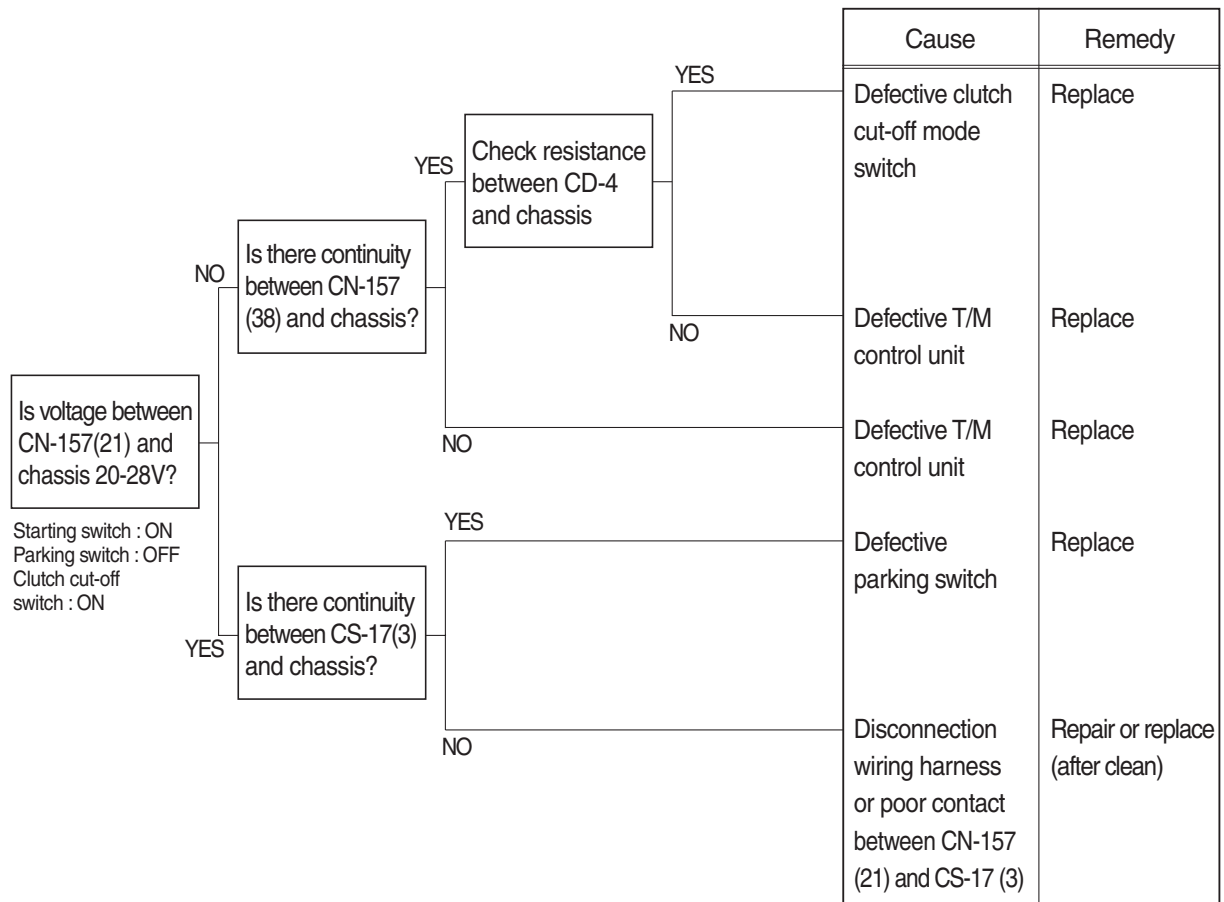 Cause
Remedy
YES
Defective clutch
cut-off mode
switch
Replace
YES
Check resistance
between CD-4
and chassis
NO
Is there continuity
between CN-157
(38) and chassis?
NO
Defective T/M
control unit
Replace
Is voltage between
CN-157(21) and
chassis 20-28V?
NO
Defective T/M
control unit
Replace
Starting switch : ON
Parking switch : OFF
Clutch cut-off
switch : ON
YES
Defective
parking switch
Replace
YES
Is there continuity
between CS-17(3)
and chassis?
NO
Disconnection
wiring harness
or poor contact
between CN-157
(21) and CS-17 (3)
Repair or replace
(after clean)